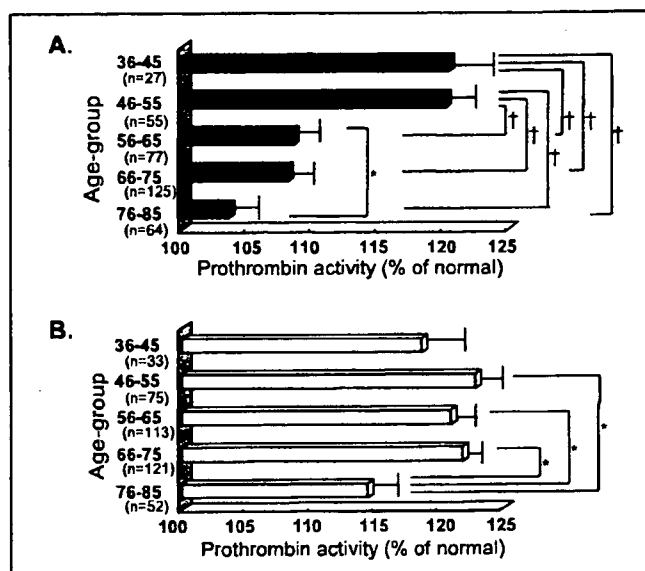 A.
Age-group
36-45
(n=27)
46-55
(n=55)
56-65
(n=77)
66-75
(n=125)
76-85
(n=64)
100 105 110 115 120 125
Prothrombin activity (% of normal)
* † † † † † †
B.
Age-group
36-45
(n=33)
46-55
(n=75)
56-65
(n=113)
66-75
(n=121)
76-85
(n=52)
100 105 110 115 120 125
Prothrombin activity (% of normal)
* * *